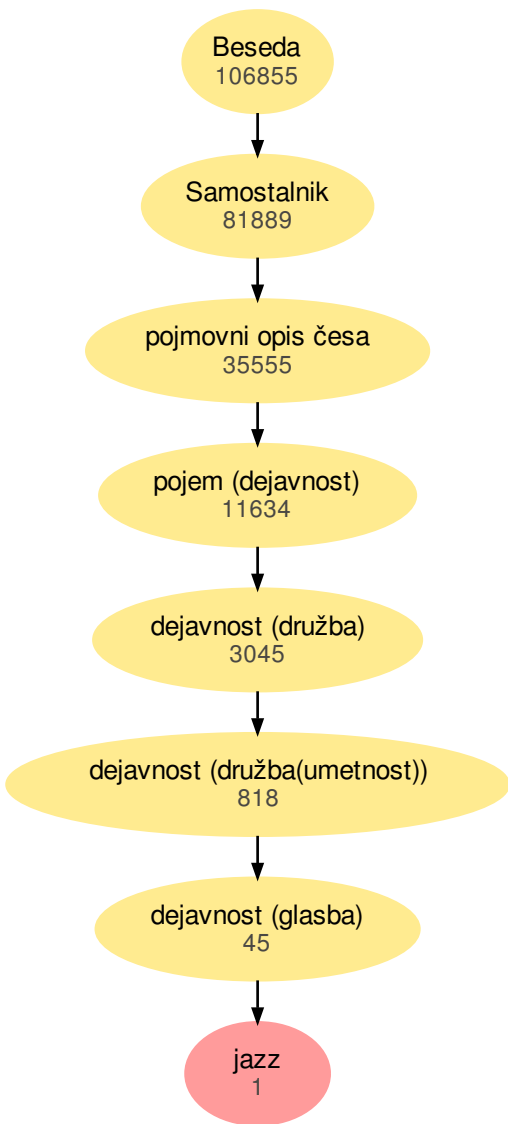 Beseda
106855
Samostalnik
81889
pojmovni opis česa
35555
pojem (dejavnost)
11634
dejavnost (družba)
3045
dejavnost (družba(umetnost))
818
dejavnost (glasba)
45
jazz
1